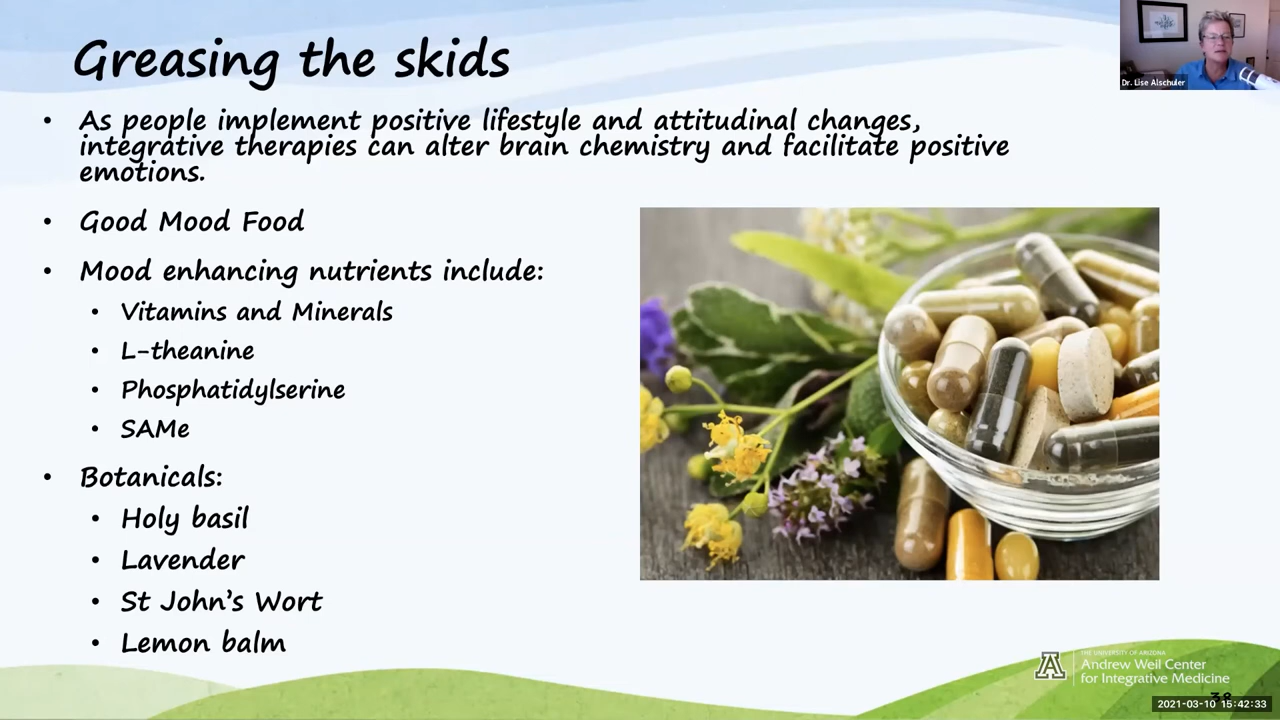 Greasing the skids
Dr. Lise Alschuler
• As people implement positive lifestyle and attitudinal changes,
integrative therapies can alter brain chemistry and facilitate positive
emotions.
• Good Mood Food
• Mood enhancing nutrients include:
• Vitamins and Minerals
• L-theanine
• Phosphatidylserine
• SAMe
• Botanicals:
• Holy basil
• Lavender
• St John's Wort
• Lemon balm
A
THE UNIVERSITY OF ARIZONA
Andrew Weil Center
for Integrative Medicine
38
2021-03-10 15:42:33